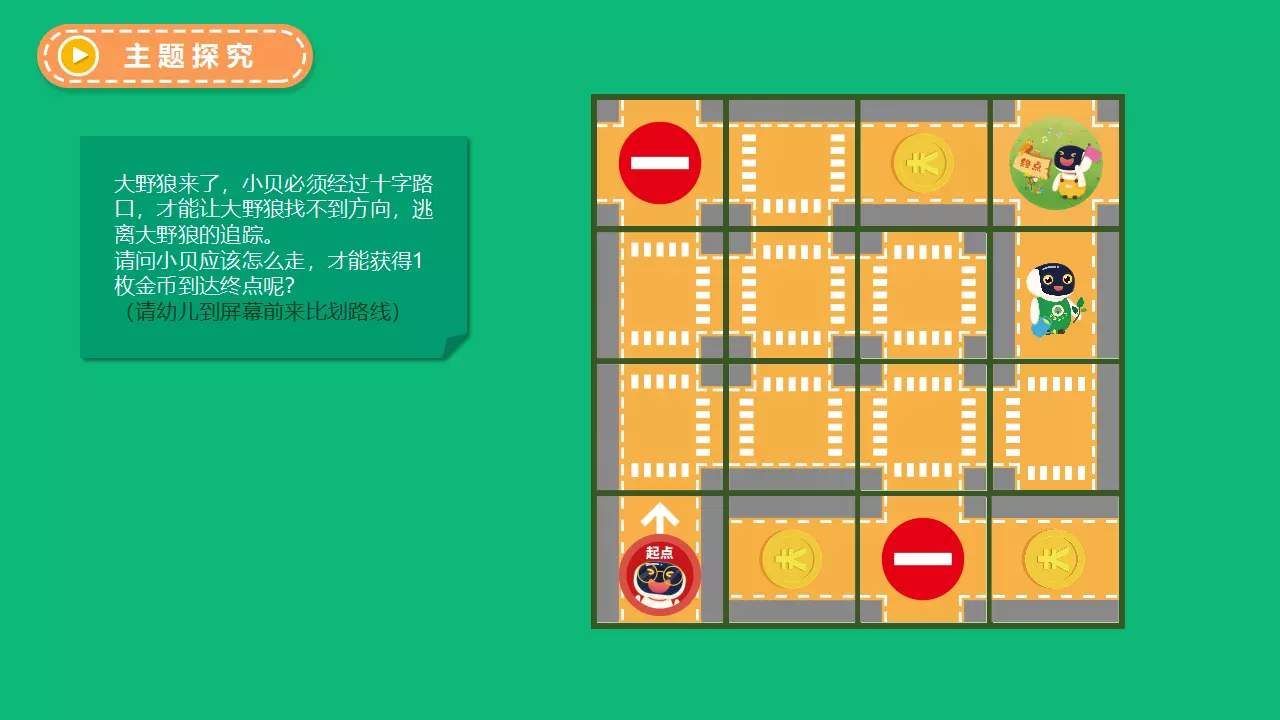 主题探究
大野狼来了，小贝必须经过十字路
口，才能让大野狼找不到方向，逃
离大野狼的追踪。
请问小贝应该怎么走，才能获得1
枚金币到达终点呢？
（请幼儿到屏幕前来比划路线）
终点
起点